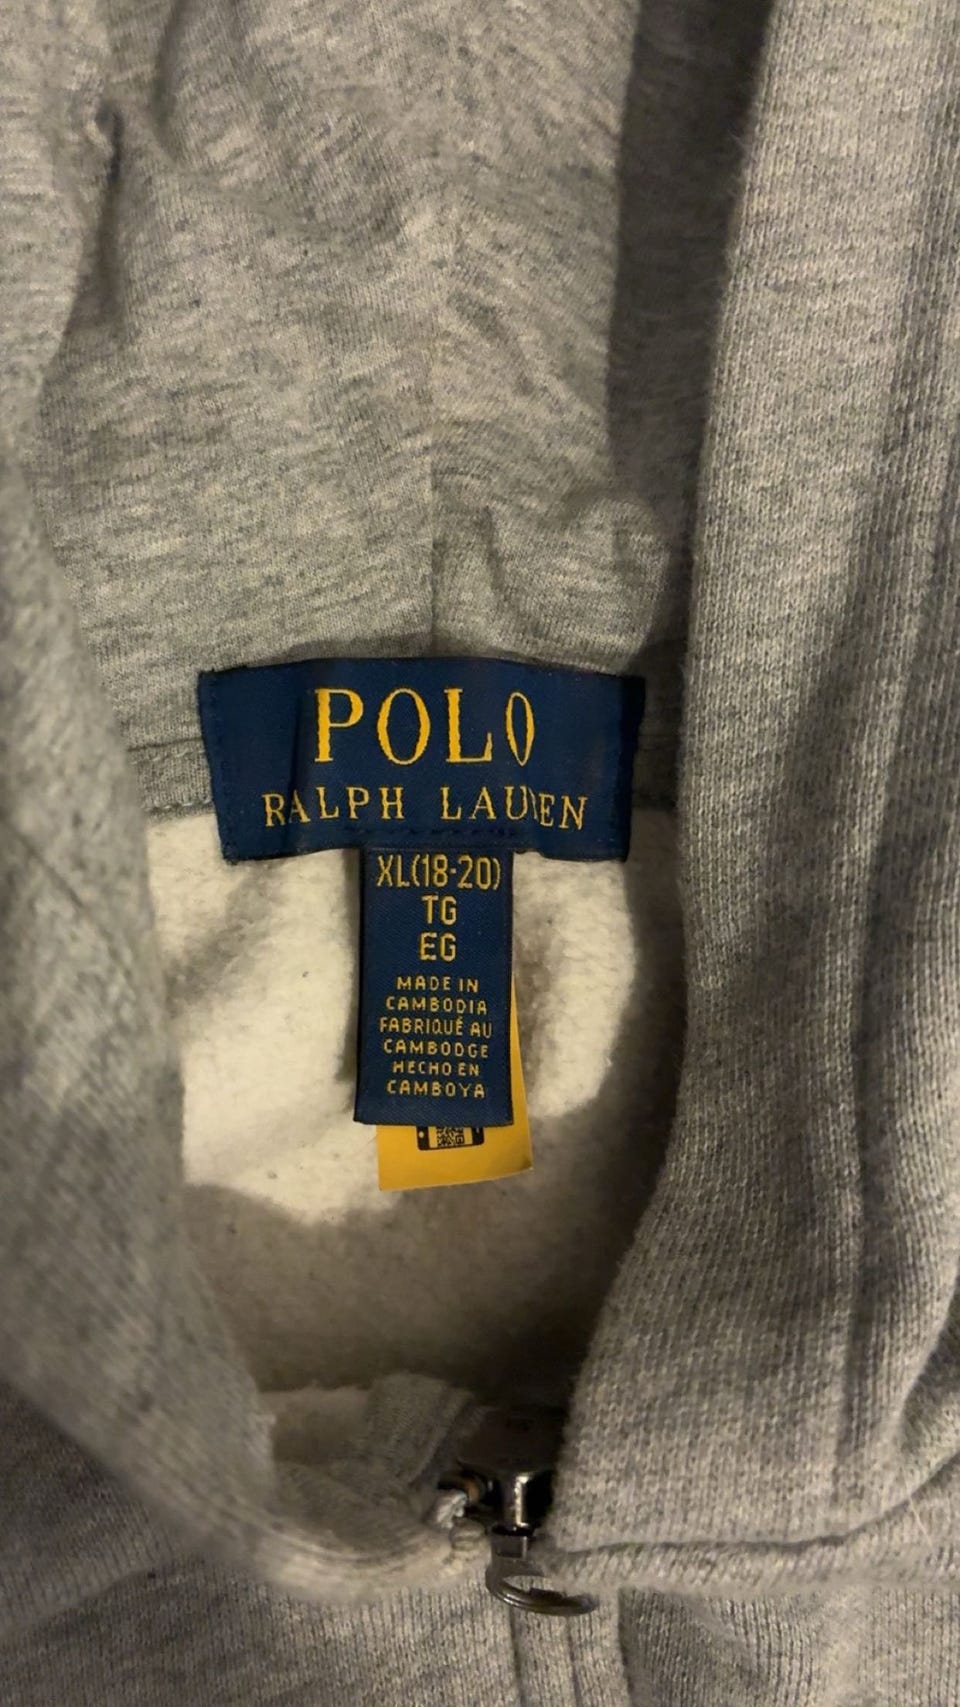 POLO
RALPH LAUREN
XL(18-20)
TG
EG
MADE IN
CAMBODIA
FABRIQUÉ AU
CAMBODGE
HECHO EN
CAMBOYA